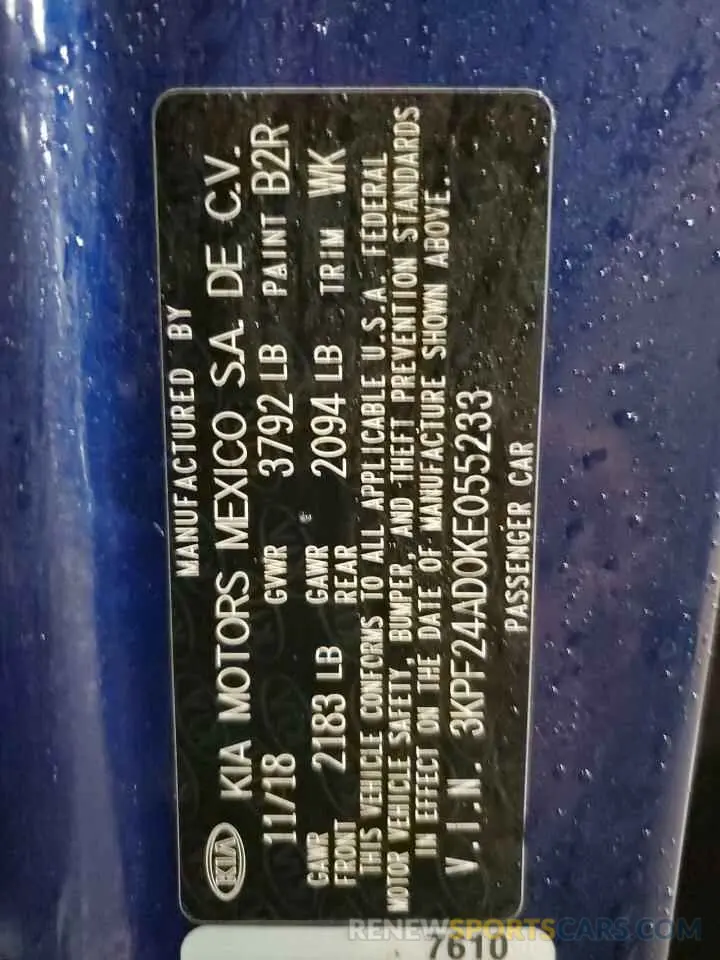 MANUFACTURED BY
KIA KIA MOTORS MEXICO S.A. DE C.V.
11/18 GVWR 3792 LB PAINT B2R
GAWR FRONT 2183 LB GAWR REAR 2094 LB TRIM WK
THIS VEHICLE CONFORMS TO ALL APPLICABLE U.S.A. FEDERAL
MOTOR VEHICLE SAFETY, BUMPER, AND THEFT PREVENTION STANDARDS
IN EFFECT ON THE DATE OF MANUFACTURE SHOWN ABOVE.
V.I.N. 3KPF24AD0KE055233
PASSENGER CAR
7610
RENEWSPORTSCARS.COM